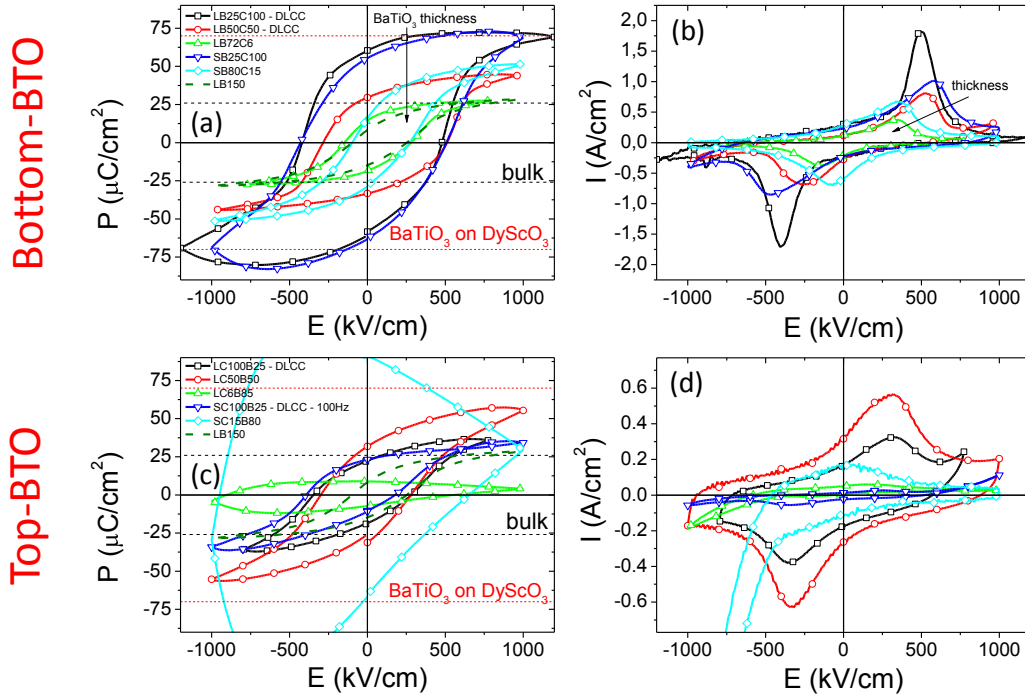 Bottom-BTO
LB25C100 - DLCC
LB50C50 - DLCC
LB72C6
SB25C100
SB80C15
LB150
BaTiO₃ thickness
(a)
bulk
BaTiO₃ on DyScO₃
75
50
25
0
-25
-50
-75
P (μC/cm²)
-1000 -500 0 500 1000
E (kV/cm)
(b)
thickness
2,0
1,5
1,0
0,5
0,0
-0,5
-1,0
-1,5
-2,0
I (A/cm²)
-1000 -500 0 500 1000
E (kV/cm)
Top-BTO
LC100B25 - DLCC
LC50B50
LC6B85
SC100B25 - DLCC - 100Hz
SC15B80
LB150
(c)
bulk
BaTiO₃ on DyScO₃
75
50
25
0
-25
-50
-75
P (μC/cm²)
-1000 -500 0 500 1000
E (kV/cm)
(d)
0.6
0.4
0.2
0.0
-0.2
-0.4
-0.6
I (A/cm²)
-1000 -500 0 500 1000
E (kV/cm)